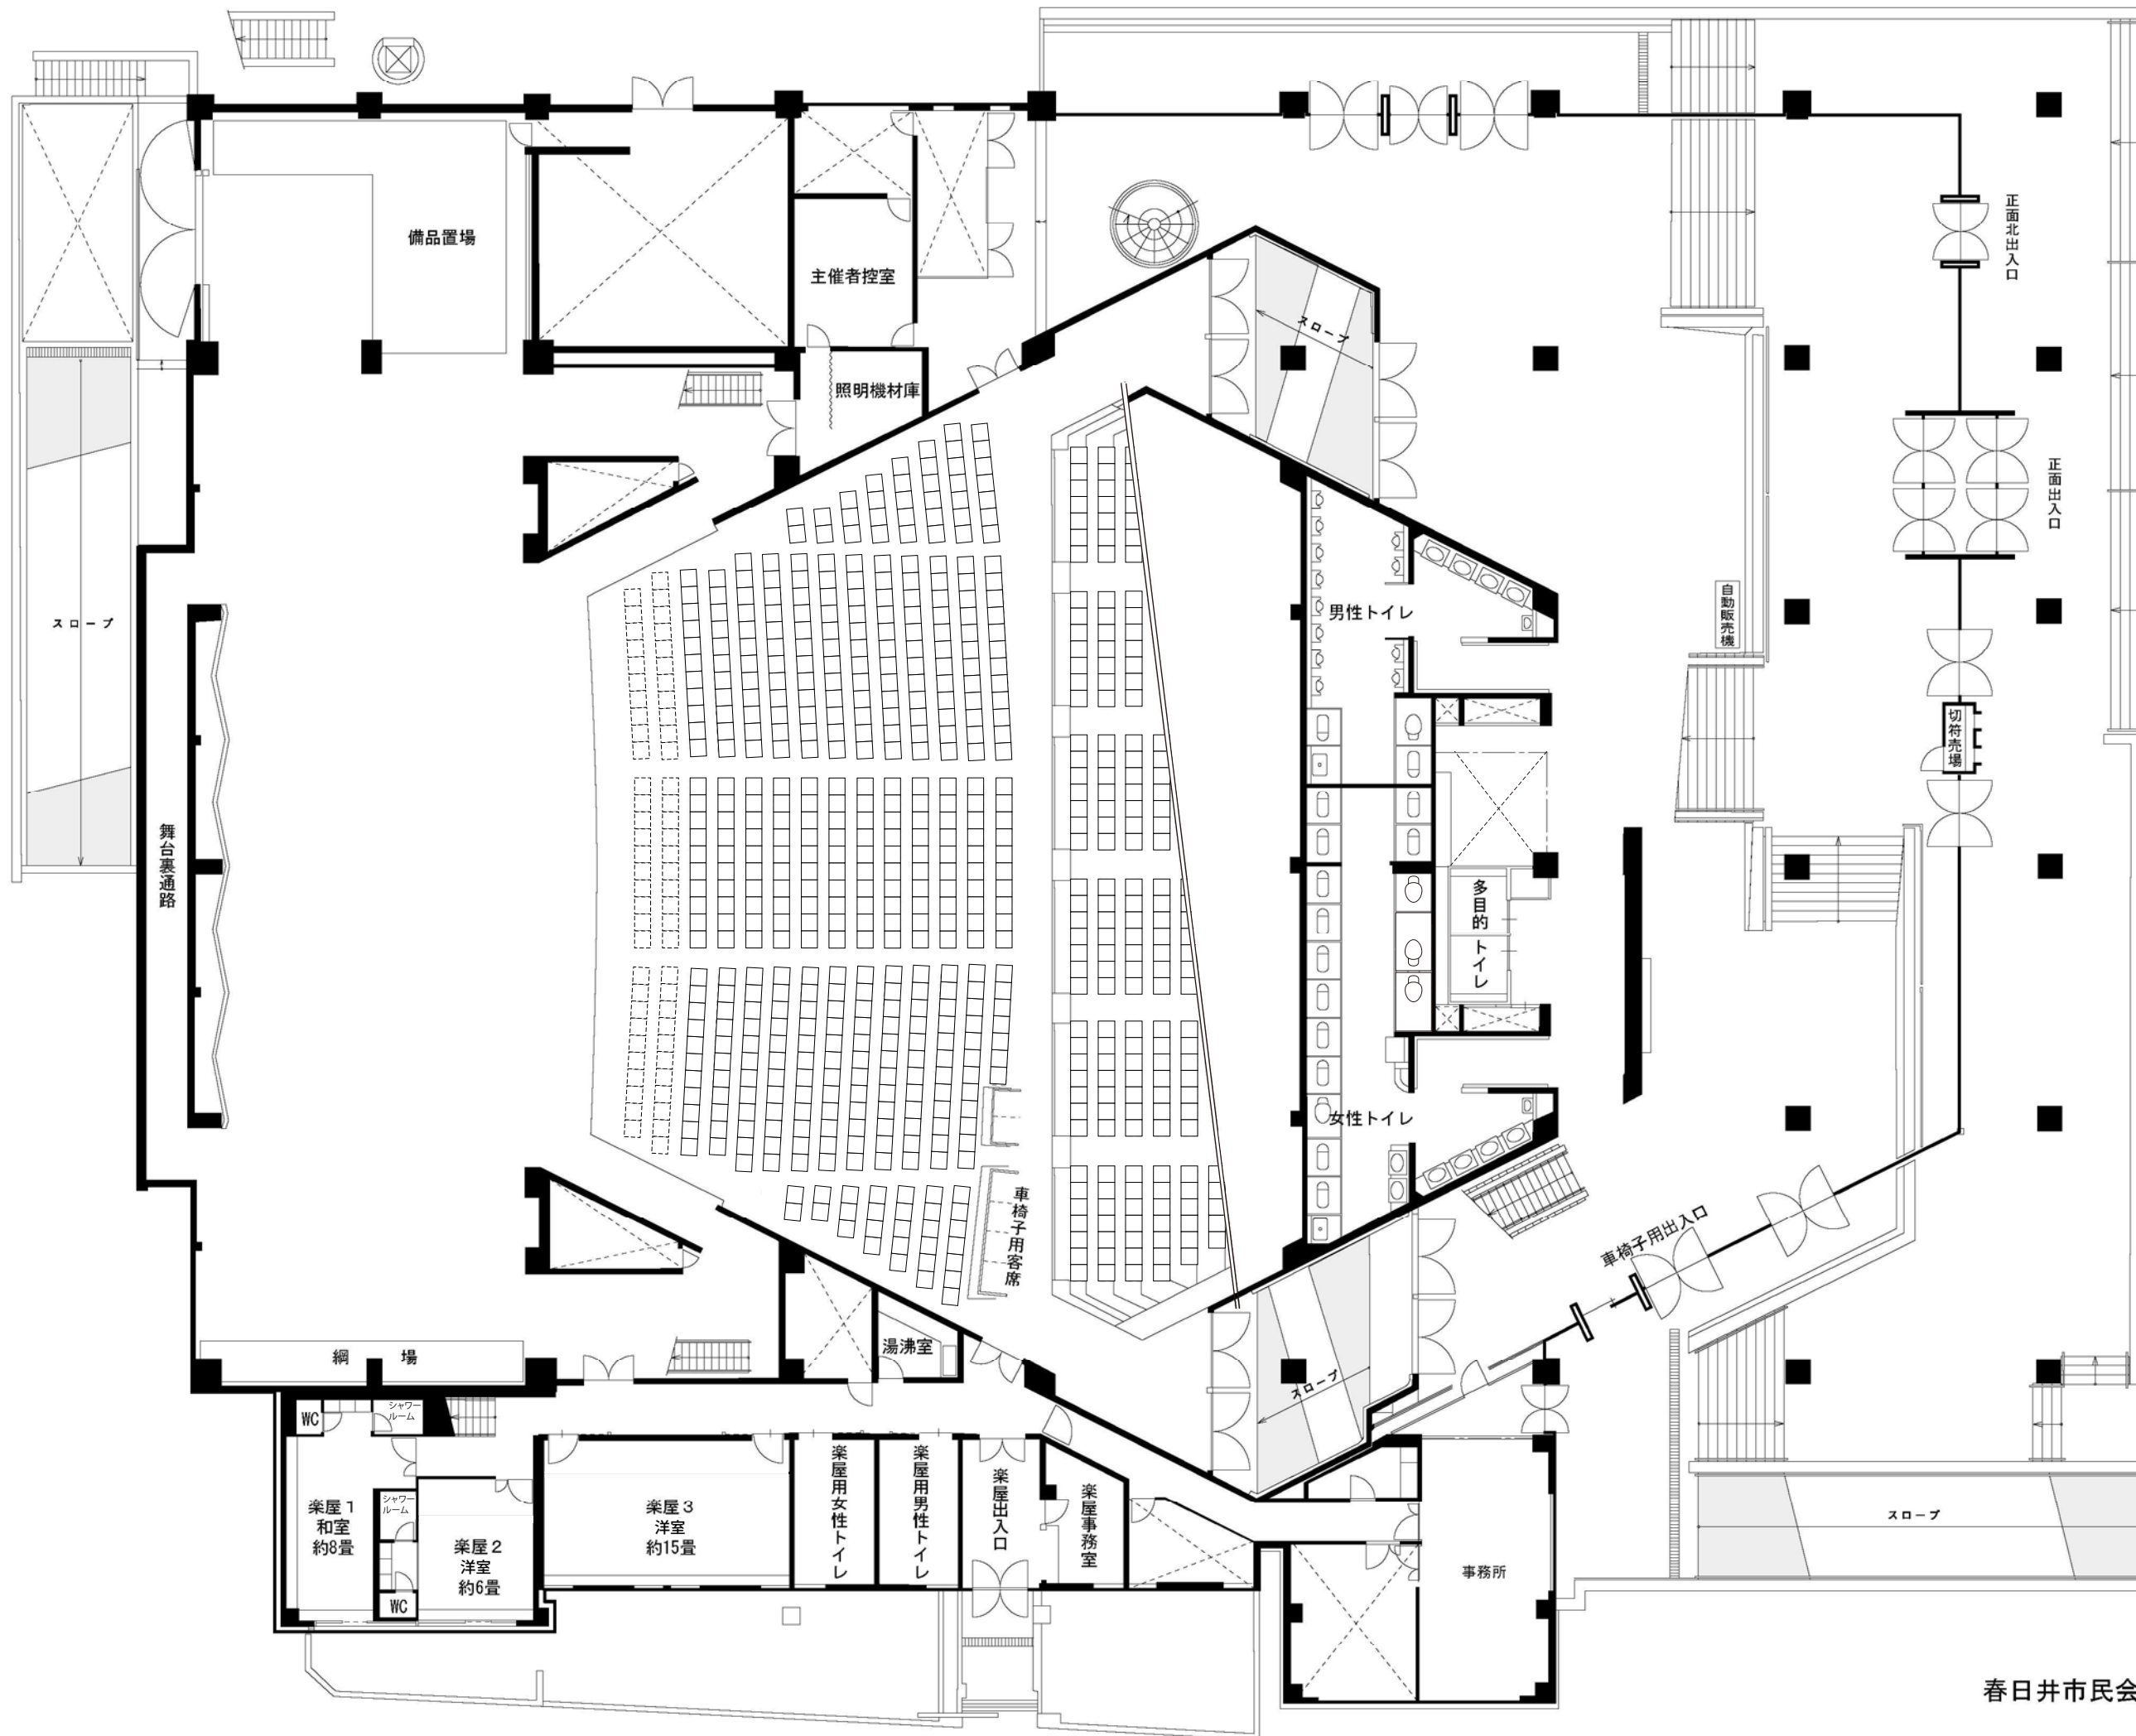 備品置場
主催者控室
照明機材庫
スロープ
正面北出入口
正面出入口
スロープ
舞台裏通路
男性トイレ
自動販売機
切符売場
多目的トイレ
女性トイレ
車椅子用客席
車椅子用出入口
綱場
湯沸室
スロープ
WC
シャワー
ルーム
楽屋1
和室
約8畳
シャワー
ルーム
WC
楽屋2
洋室
約6畳
楽屋3
洋室
約15畳
楽屋用女性トイレ
楽屋用男性トイレ
楽屋出入口
楽屋事務室
事務所
スロープ
春日井市民会